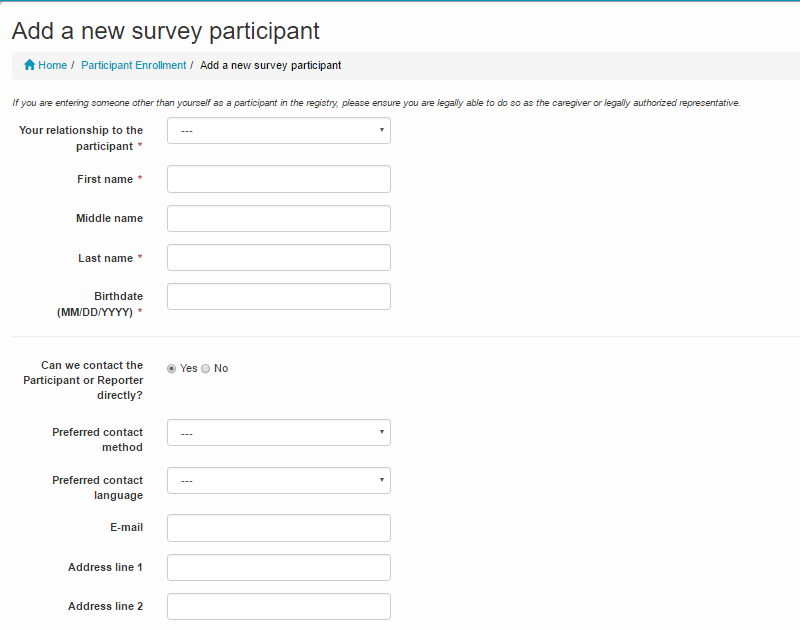 Add a new survey participant
Home / Participant Enrollment / Add a new survey participant
If you are entering someone other than yourself as a participant in the registry, please ensure you are legally able to do so as the caregiver or legally authorized representative.
Your relationship to the
participant *
---
First name *
Middle name
Last name *
Birthdate
(MM/DD/YYYY) *
Can we contact the
Participant or Reporter
directly?
Yes No
Preferred contact
method
---
Preferred contact
language
---
E-mail
Address line 1
Address line 2